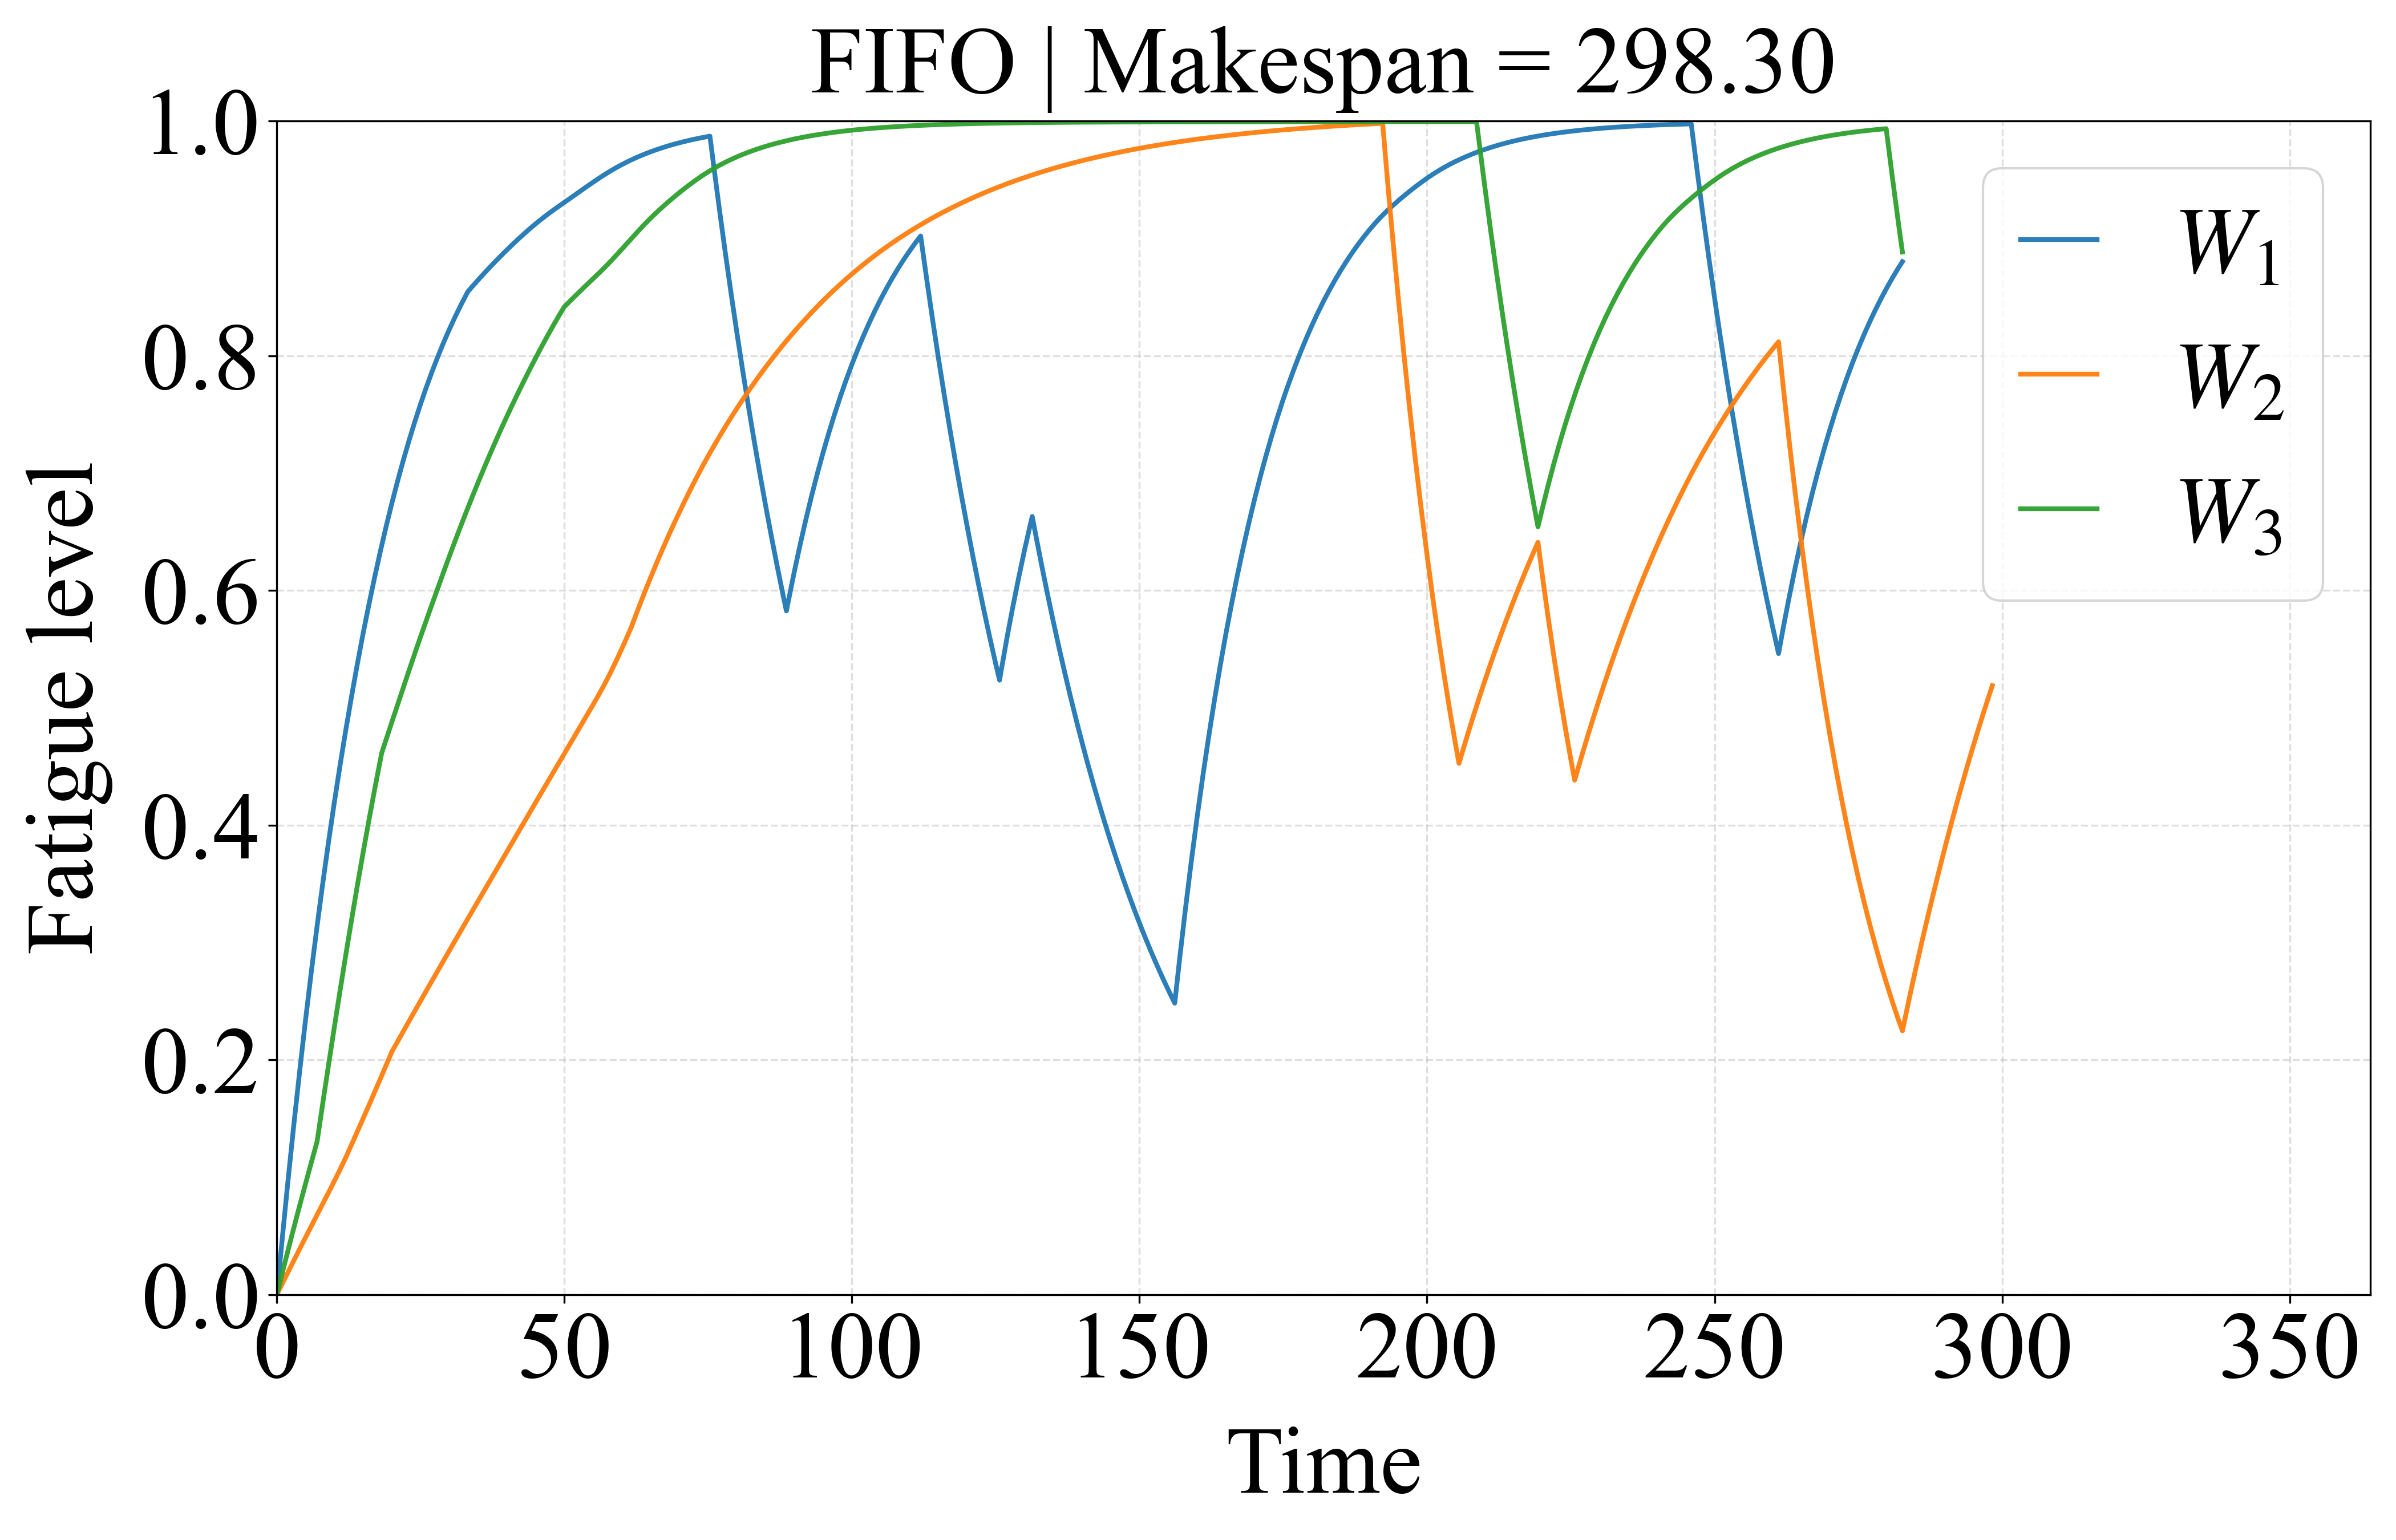 FIFO | Makespan = 298.30
Fatigue level
1.0
0.8
0.6
0.4
0.2
0.0
0 50 100 150 200 250 300 350
Time
W1
W2
W3